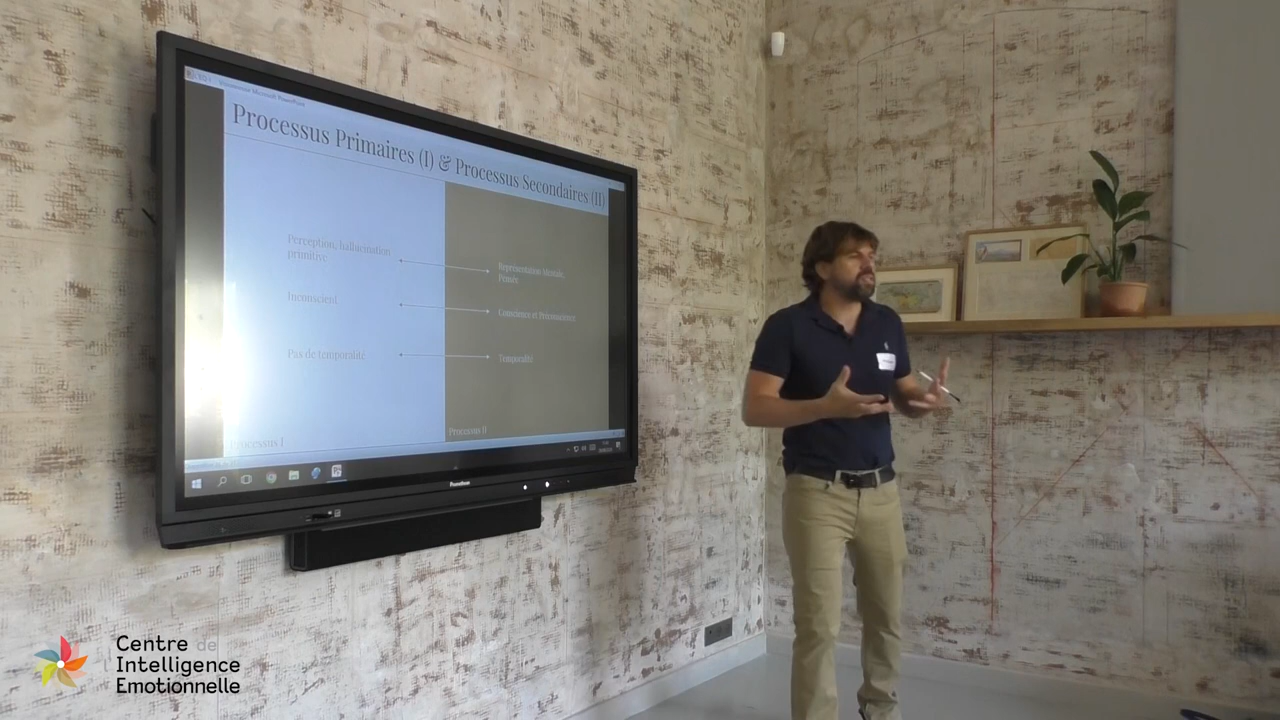 Processus Primaires (I) & Processus Secondaires (II)
Perception, hallucination
primitive
Représentation Mentale,
Pensée
Inconscient
Conscience et Préconscience
Pas de temporalité
Temporalité
Processus I
Processus II
Promethean
Centre de
Intelligence
Emotionnelle